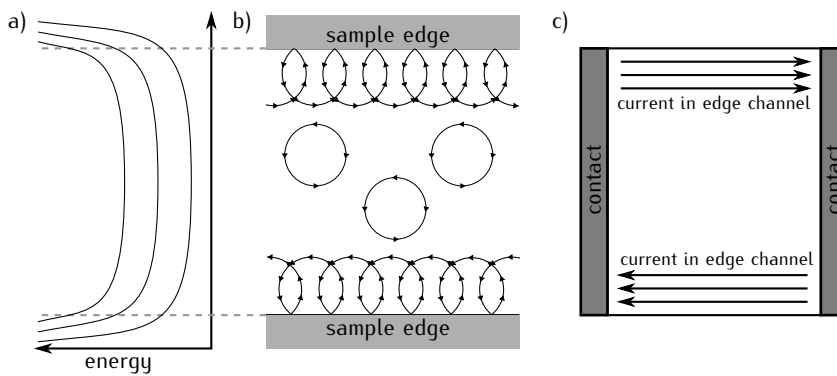 a)
energy
b)
sample edge
sample edge
c)
contact
current in edge channel
current in edge channel
contact